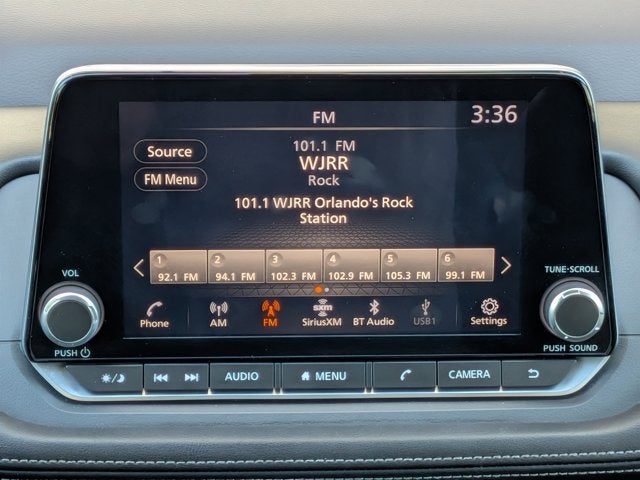 FM 3:36
Source
FM Menu
101.1 FM
WJRR
Rock
101.1 WJRR Orlando's Rock
Station
1 2 3 4 5 6
92.1 FM 94.1 FM 102.3 FM 102.9 FM 105.3 FM 99.1 FM
VOL TUNE·SCROLL
sxm
Phone AM FM SiriusXM BT Audio USB1 Settings
PUSH PUSH SOUND
AUDIO MENU CAMERA